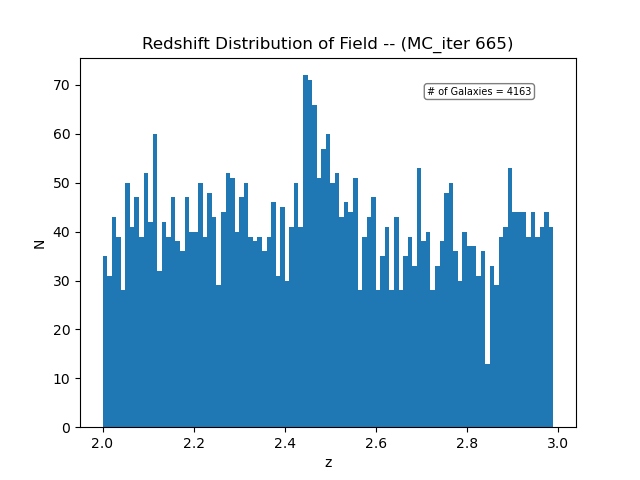 Redshift Distribution of Field -- (MC_iter 665)
# of Galaxies = 4163
N
70
60
50
40
30
20
10
0
2.0 2.2 2.4 2.6 2.8 3.0
z